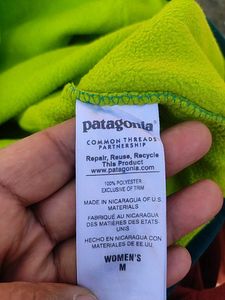 patagonia®
COMMON THREADS
PARTNERSHIP
Repair, Reuse, Recycle
This Product
www.patagonia.com
100% POLYESTER
EXCLUSIVE OF TRIM
MADE IN NICARAGUA OF U.S.
MATERIALS
FABRIQUÉ AU NICARAGUA
DES MATIÈRES DES ETATS-
UNIS
HECHO EN NICARAGUA CON
MATERIALES DE EE.UU.
WOMEN'S
M